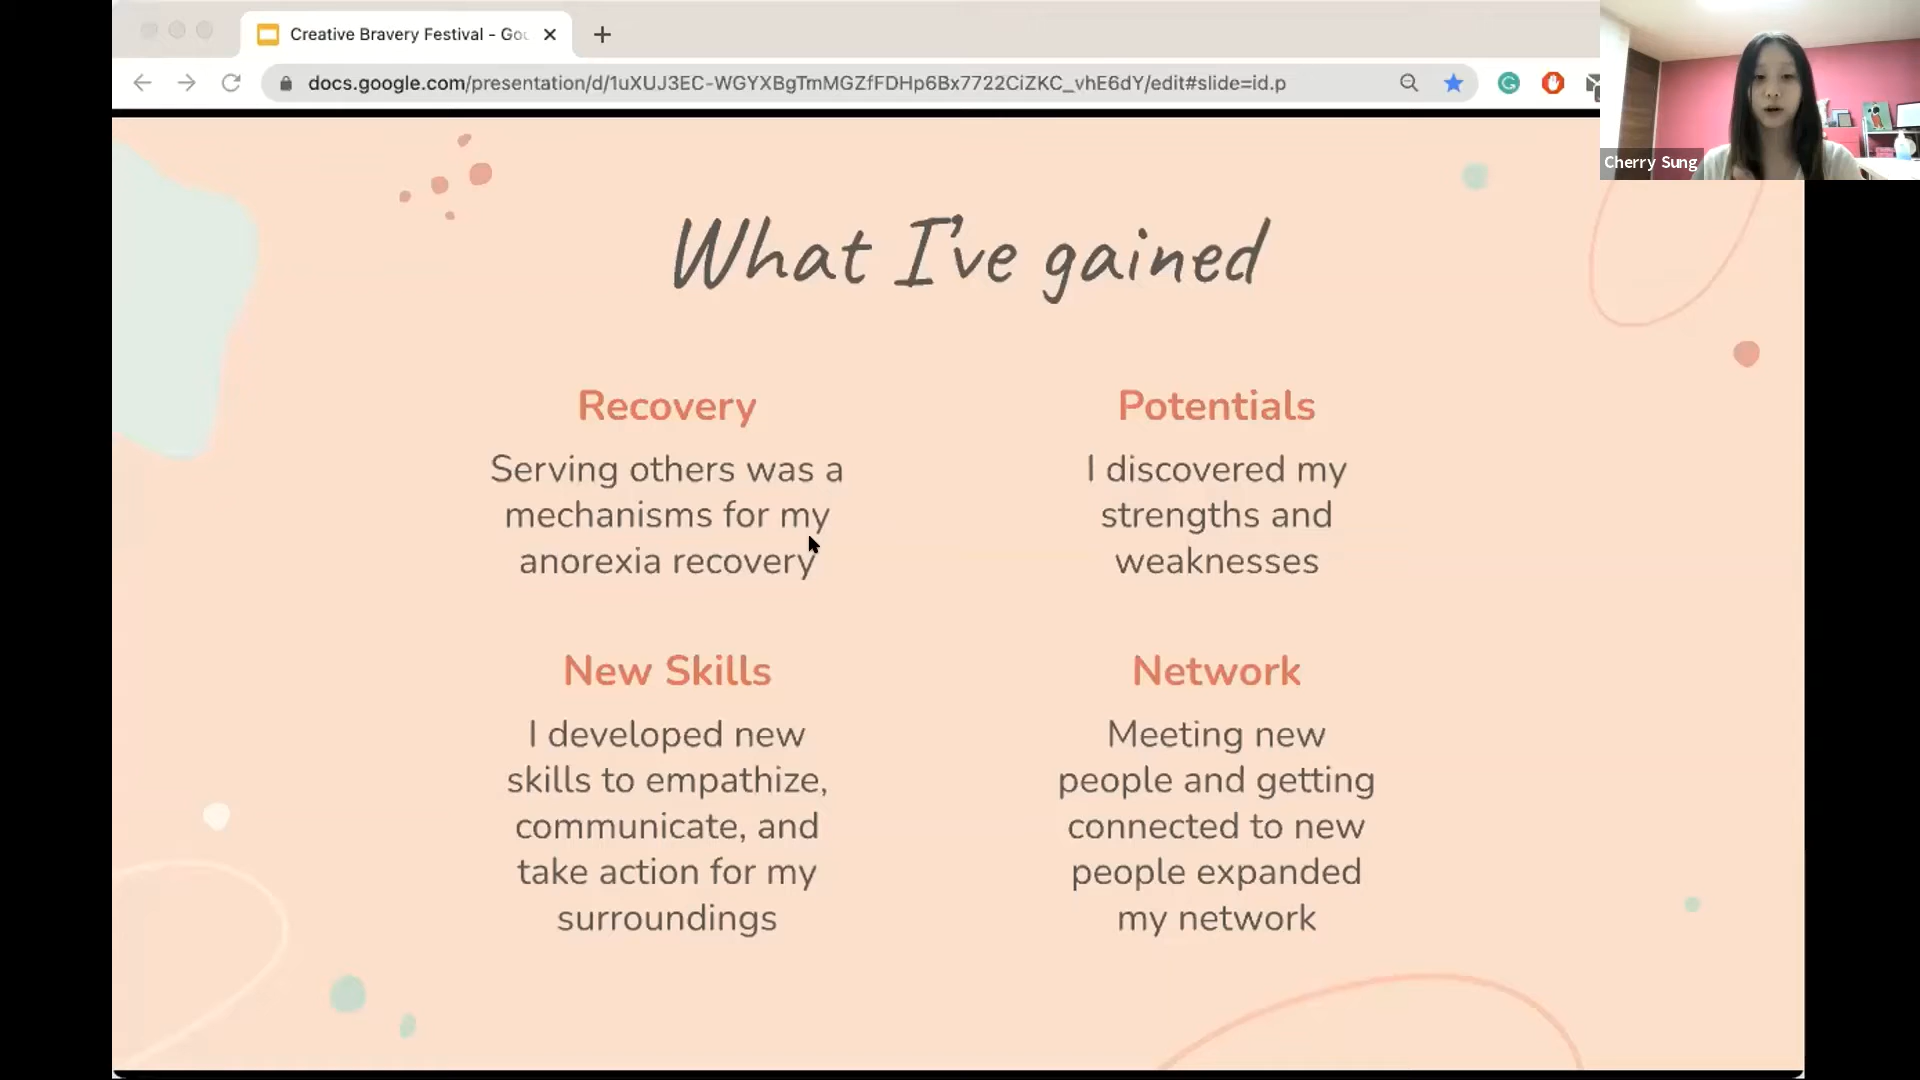 Creative Bravery Festival - Go
docs.google.com/presentation/d/1uXUJ3EC-WGYXBgTmMGZfFDHp6Bx7722CiZKC_vhE6dY/edit#slide=id.p
Cherry Sung
What I've gained
Recovery
Serving others was a
mechanisms for my
anorexia recovery
Potentials
I discovered my
strengths and
weaknesses
New Skills
I developed new
skills to empathize,
communicate, and
take action for my
surroundings
Network
Meeting new
people and getting
connected to new
people expanded
my network